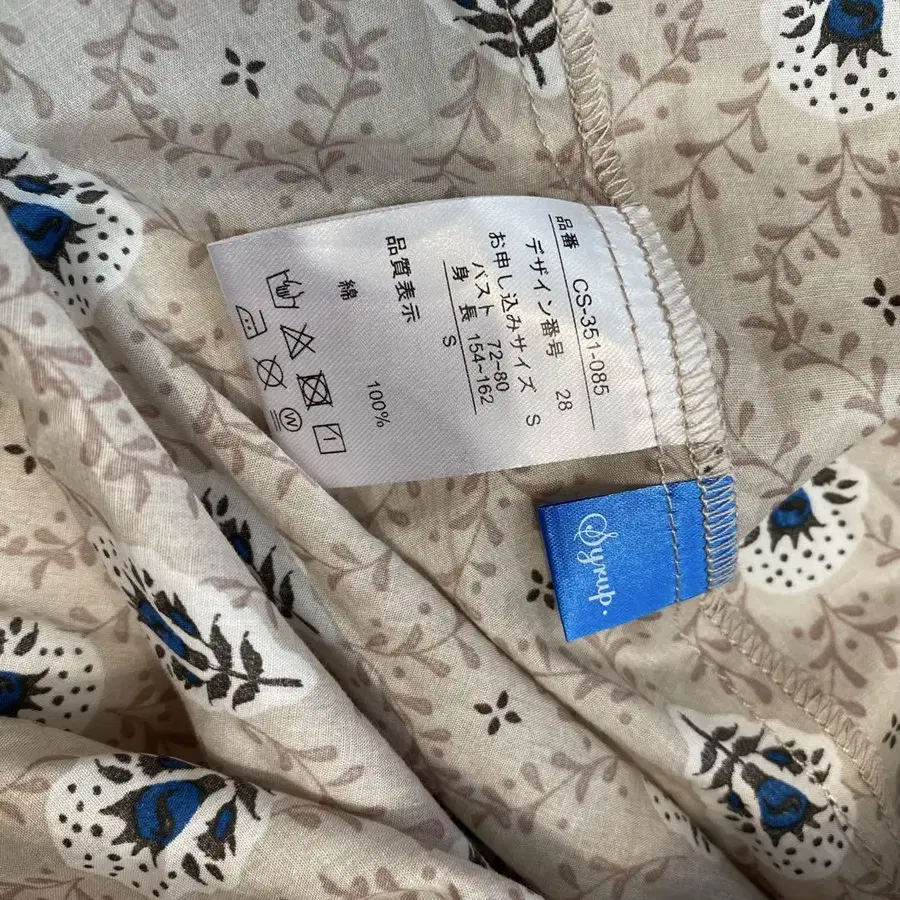 品番 CS-351-085
デザイン番号 28
お申し込みサイズ S
バスト 72-80
身長 154-162
S
品質表示
綿 100%
W
1
Syrup.